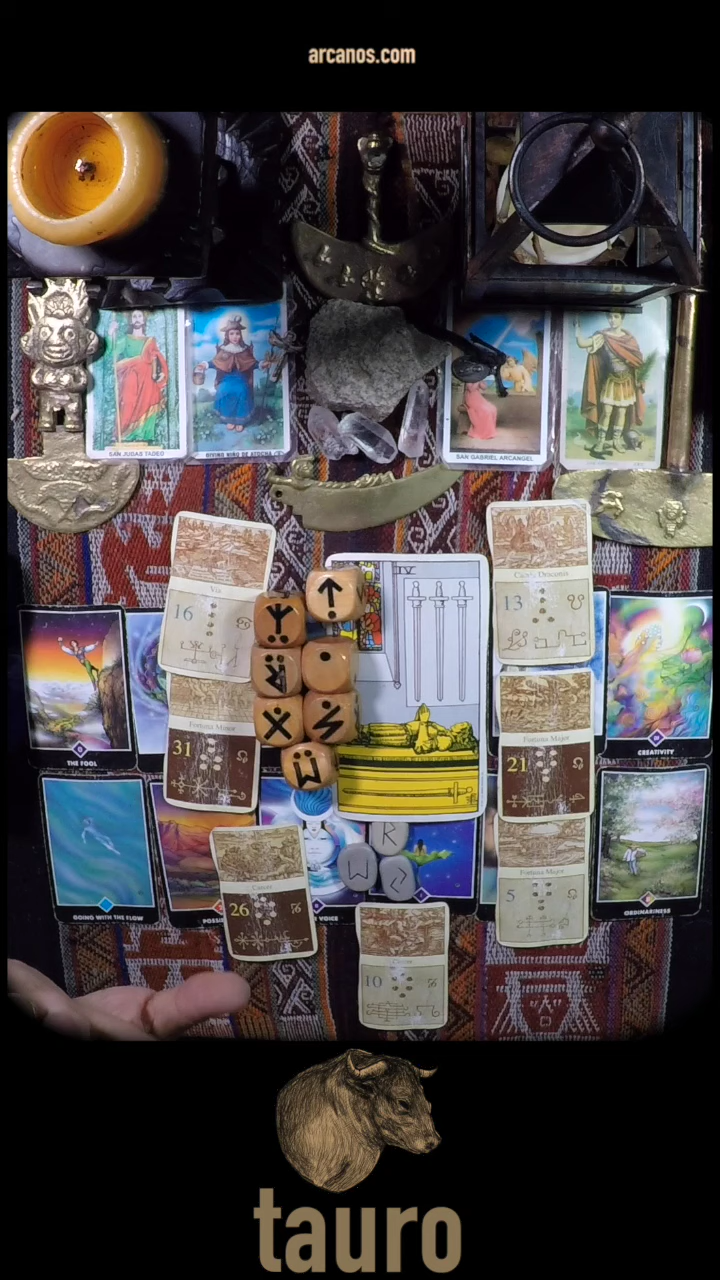 arcanos.com
SAN JUDAS TADEO
DIVINO NIÑO DE ATOCHA
SAN GABRIEL ARCANGEL
IV
Via
16
Cauda Draconis
13
Fortuna Minor
31
Fortuna Major
21
THE FOOL
CREATIVITY
R
M
Carcer
26
Fortuna Major
5
10
GOING WITH THE FLOW
VOICE
ORDINARINESS
tauro